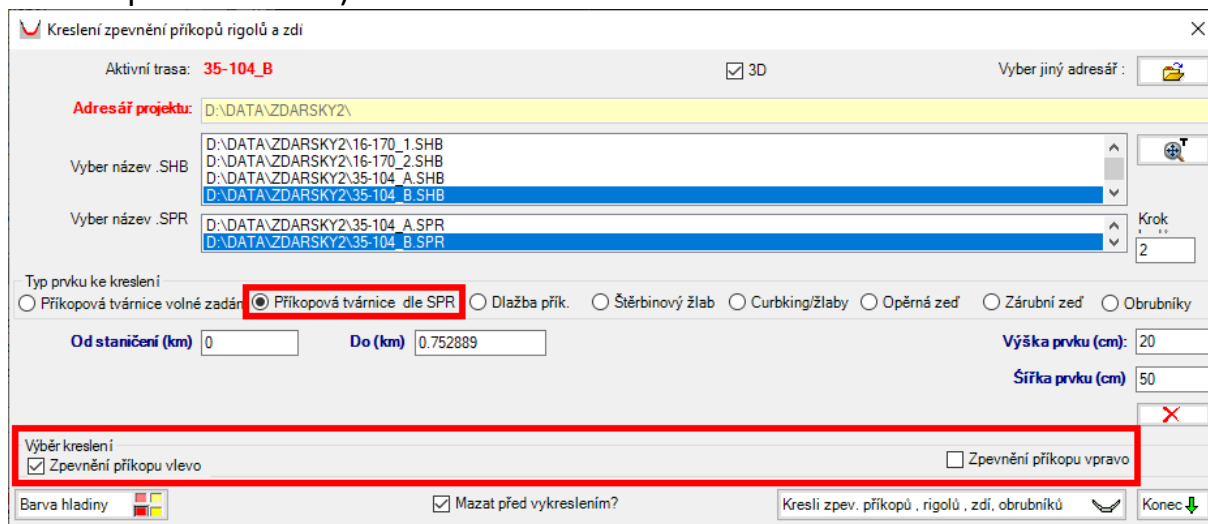 Kreslení zpevnění příkopů rigolů a zdí
Aktivní trasa: 35-104_B 3D Vyber jiný adresář :
Adresář projektu: D:\DATA\ZDARSKY2\
Vyber název .SHB
D:\DATA\ZDARSKY2\16-170_1.SHB
D:\DATA\ZDARSKY2\16-170_2.SHB
D:\DATA\ZDARSKY2\35-104_A.SHB
D:\DATA\ZDARSKY2\35-104_B.SHB
T
Vyber název .SPR
D:\DATA\ZDARSKY2\35-104_A.SPR
D:\DATA\ZDARSKY2\35-104_B.SPR
Krok
2
Typ prvku ke kreslení
Příkopová tvárnice volné zadán Příkopová tvárnice dle SPR Dlažba přík. Štěrbinový žlab Curbking/žlaby Opěrná zeď Zárubní zeď Obrubníky
Od staničení (km) 0 Do (km) 0.752889 Výška prvku (cm): 20
Šířka prvku (cm) 50
Výběr kreslení
Zpevnění příkopu vlevo Zpevnění příkopu vpravo
Barva hladiny Mazat před vykreslením? Kresli zpev. příkopů , rigolů , zdí, obrubníků Konec